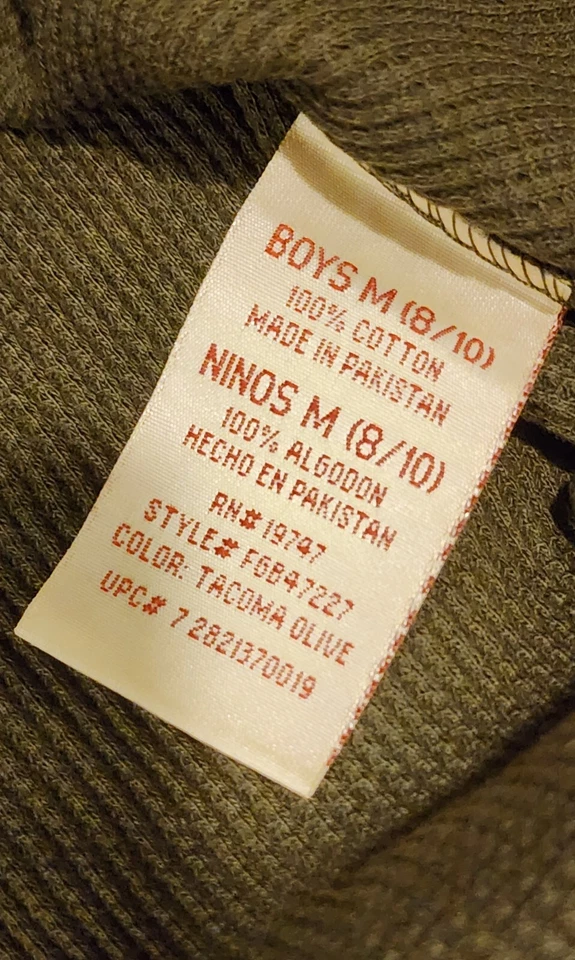 BOYS M (8/10)
100% COTTON
MADE IN PAKISTAN
NINOS M (8/10)
100% ALGODON
HECHO EN PAKISTAN
RN# 19747
STYLE# FGB47227
COLOR: TACOMA OLIVE
UPC# 7 2821370019